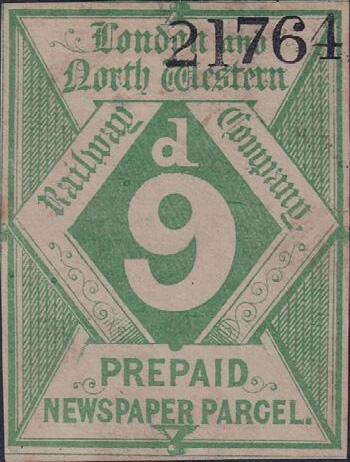 London and
21764
North Western
Railway Company
d
9
PREPAID
NEWSPAPER PARCEL.